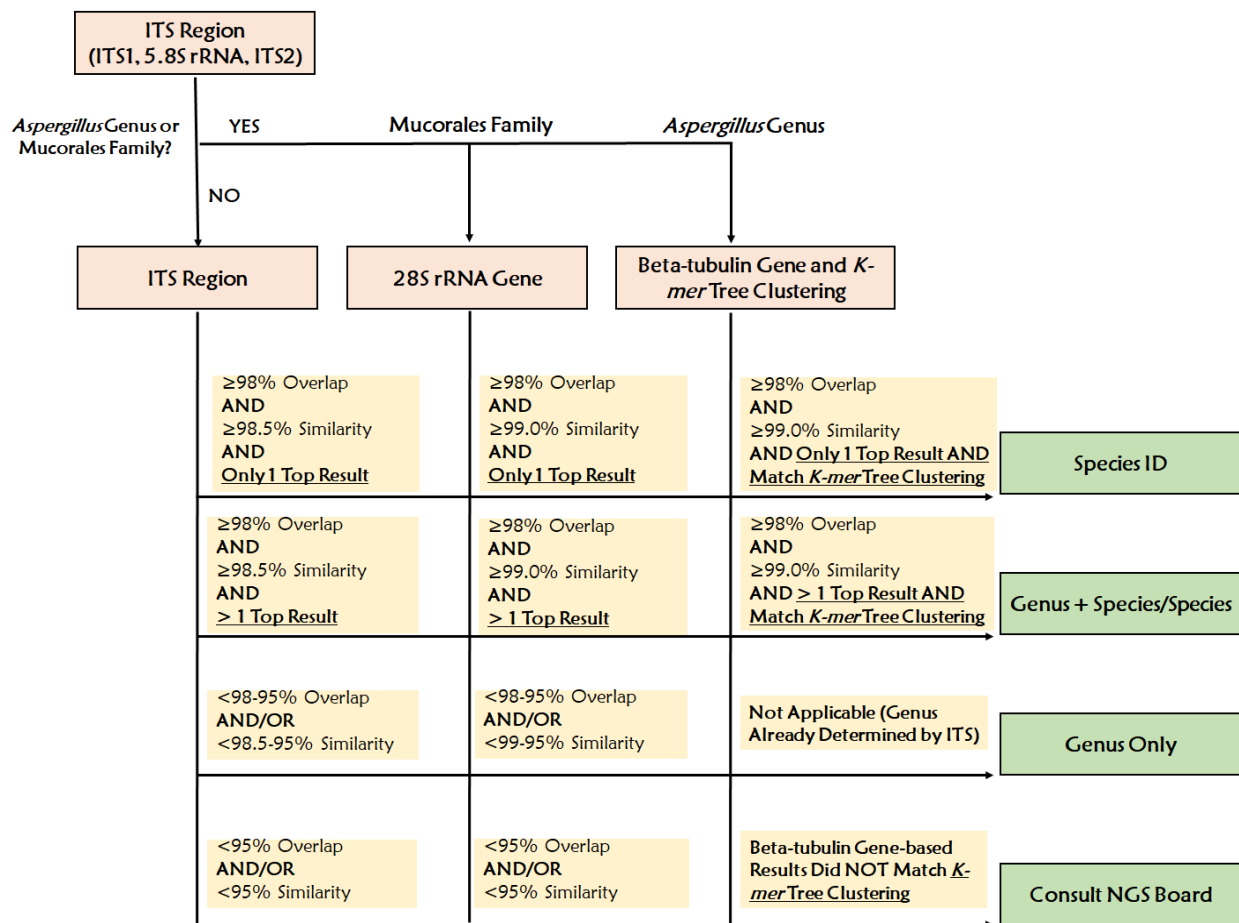 ITS Region
(ITS1, 5.8S rRNA, ITS2)
Aspergillus Genus or
Mucorales Family?
YES
Mucorales Family
Aspergillus Genus
NO
ITS Region
28S rRNA Gene
Beta-tubulin Gene and K-
mer Tree Clustering
≥98% Overlap
AND
≥98.5% Similarity
AND
Only 1 Top Result
≥98% Overlap
AND
≥99.0% Similarity
AND
Only 1 Top Result
≥98% Overlap
AND
≥99.0% Similarity
AND Only 1 Top Result AND
Match K-mer Tree Clustering
Species ID
≥98% Overlap
AND
≥98.5% Similarity
AND
> 1 Top Result
≥98% Overlap
AND
≥99.0% Similarity
AND
> 1 Top Result
≥98% Overlap
AND
≥99.0% Similarity
AND > 1 Top Result AND
Match K-mer Tree Clustering
Genus + Species/Species
<98-95% Overlap
AND/OR
<98.5-95% Similarity
<98-95% Overlap
AND/OR
<99-95% Similarity
Not Applicable (Genus
Already Determined by ITS)
Genus Only
<95% Overlap
AND/OR
<95% Similarity
<95% Overlap
AND/OR
<95% Similarity
Beta-tubulin Gene-based
Results Did NOT Match K-
mer Tree Clustering
Consult NGS Board